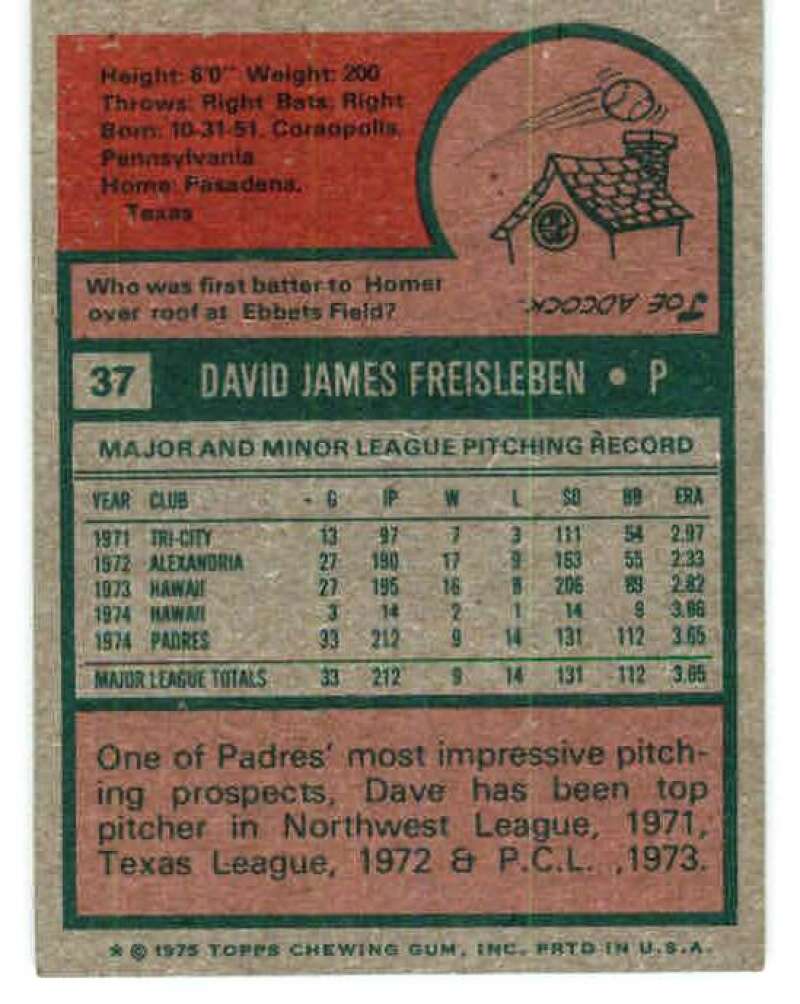 Height: 6'0" Weight: 200
Throws: Right Bats: Right
Born: 10-31-51, Coraopolis,
Pennsylvania
Home: Pasadena,
Texas
Who was first batter to Homer
over roof at Ebbets Field?
JOE ADCOCK.
37 DAVID JAMES FREISLEBEN • P
MAJOR AND MINOR LEAGUE PITCHING RECORD
YEAR CLUB G IP W L SO BB ERA
1971 TRI-CITY 13 97 7 3 111 54 2.97
1972 ALEXANDRIA 27 190 17 9 163 55 2.33
1973 HAWAII 27 195 16 8 206 89 2.82
1974 HAWAII 3 14 2 1 14 9 3.86
1974 PADRES 33 212 9 14 131 112 3.65
MAJOR LEAGUE TOTALS 33 212 9 14 131 112 3.65
One of Padres' most impressive pitch-
ing prospects, Dave has been top
pitcher in Northwest League, 1971,
Texas League, 1972 & P.C.L. ,1973.
* © 1975 TOPPS CHEWING GUM, INC. PRTD IN U.S.A.